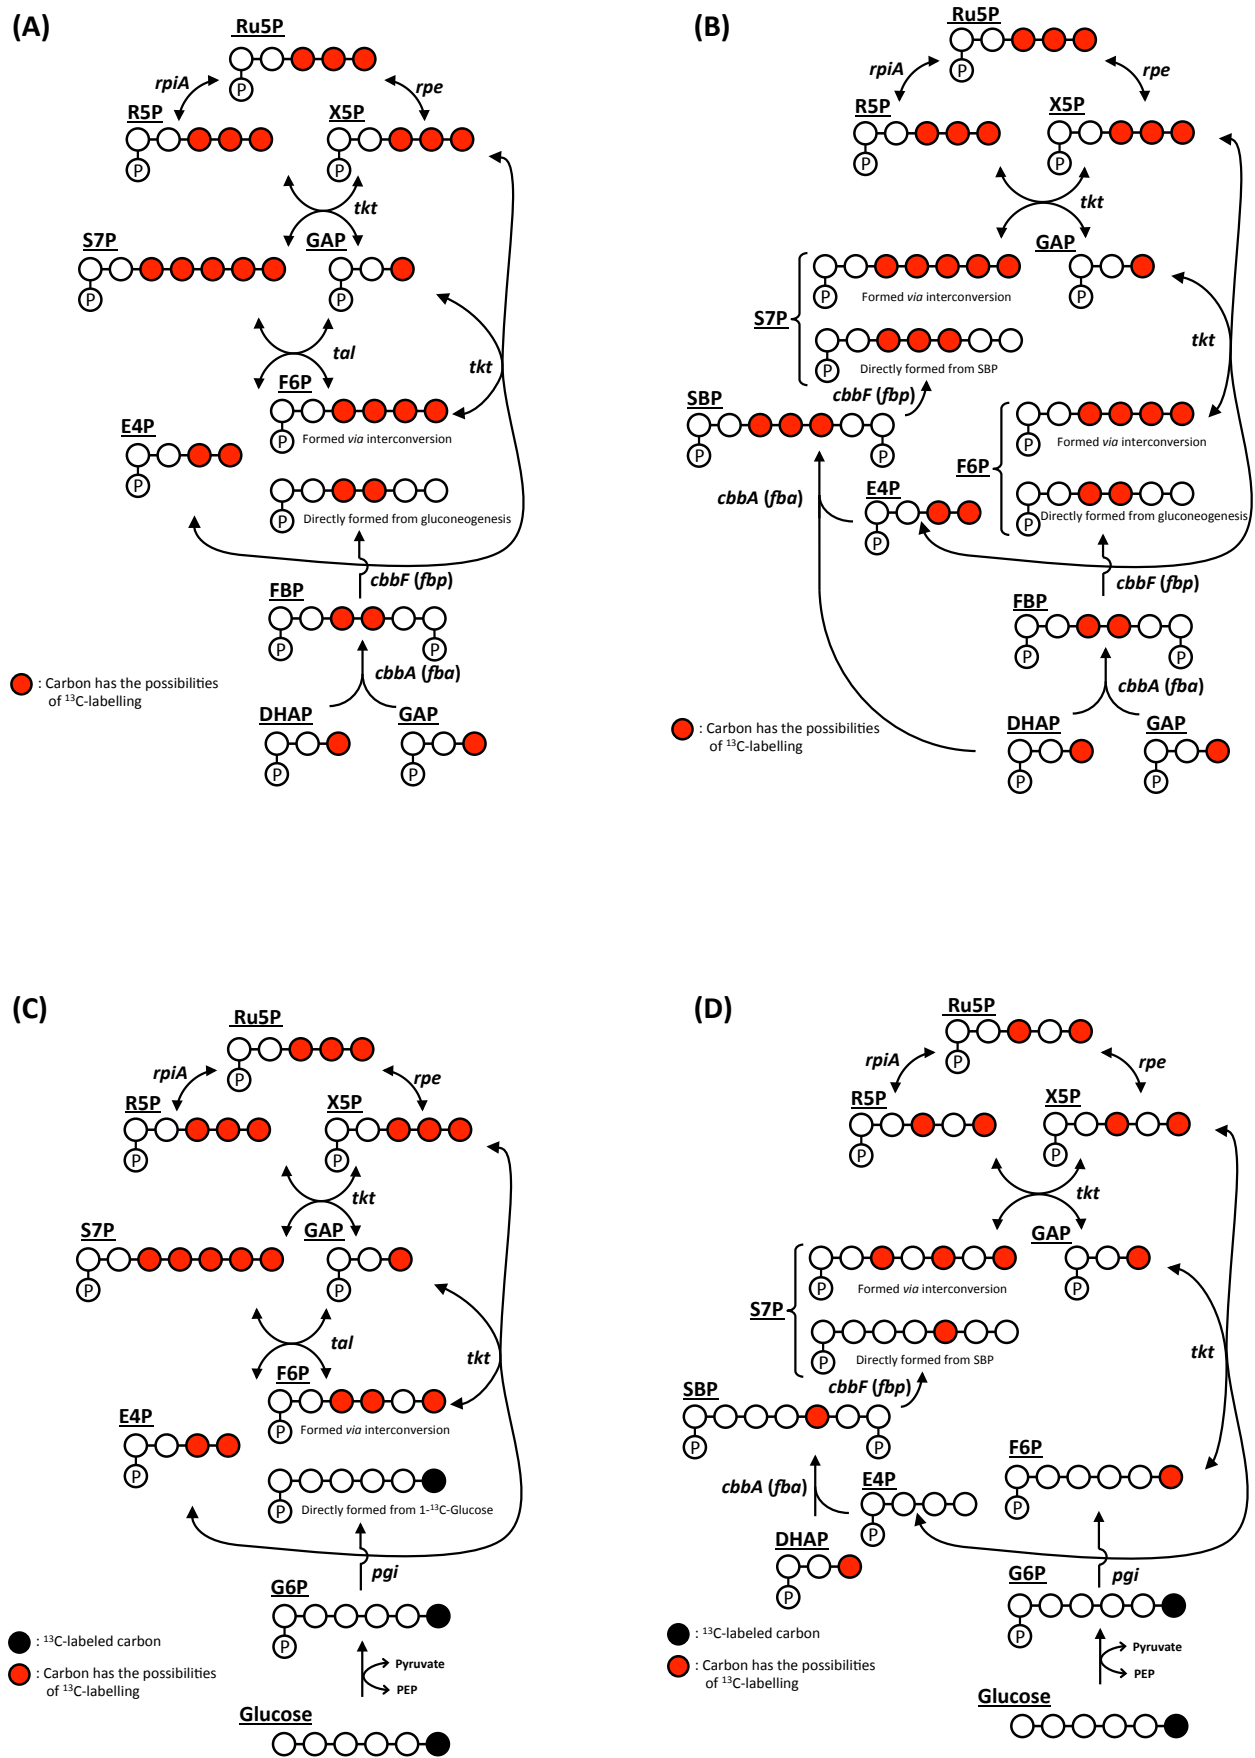 (A)
Ru5P
P
rpiA
rpe
R5P
X5P
P
P
tkt
S7P
GAP
P
P
tal
tkt
F6P
P
Formed via interconversion
E4P
P
P
Directly formed from gluconeogenesis
cbbF (fbp)
FBP
P
P
cbbA (fba)
: Carbon has the possibilities
of 13C-labelling
DHAP
GAP
P
P
(B)
Ru5P
P
rpiA
rpe
R5P
X5P
P
P
tkt
GAP
P
P
Formed via interconversion
S7P
P
Directly formed from SBP
tkt
cbbF (fbp)
SBP
P
P
F6P
P
Formed via interconversion
P
Directly formed from gluconeogenesis
cbbA (fba)
E4P
P
cbbF (fbp)
FBP
P
P
cbbA (fba)
: Carbon has the possibilities
of 13C-labelling
DHAP
GAP
P
P
(C)
Ru5P
P
rpiA
rpe
R5P
X5P
P
P
tkt
S7P
GAP
P
P
tal
tkt
F6P
P
Formed via interconversion
E4P
P
P
Directly formed from 1-13C-Glucose
pgi
G6P
P
: 13C-labeled carbon
Pyruvate
PEP
: Carbon has the possibilities
of 13C-labelling
Glucose
(D)
Ru5P
P
rpiA
rpe
R5P
X5P
P
P
tkt
GAP
P
P
Formed via interconversion
S7P
P
Directly formed from SBP
tkt
cbbF (fbp)
SBP
P
P
F6P
P
cbbA (fba)
E4P
P
DHAP
P
pgi
G6P
P
: 13C-labeled carbon
Pyruvate
PEP
: Carbon has the possibilities
of 13C-labelling
Glucose